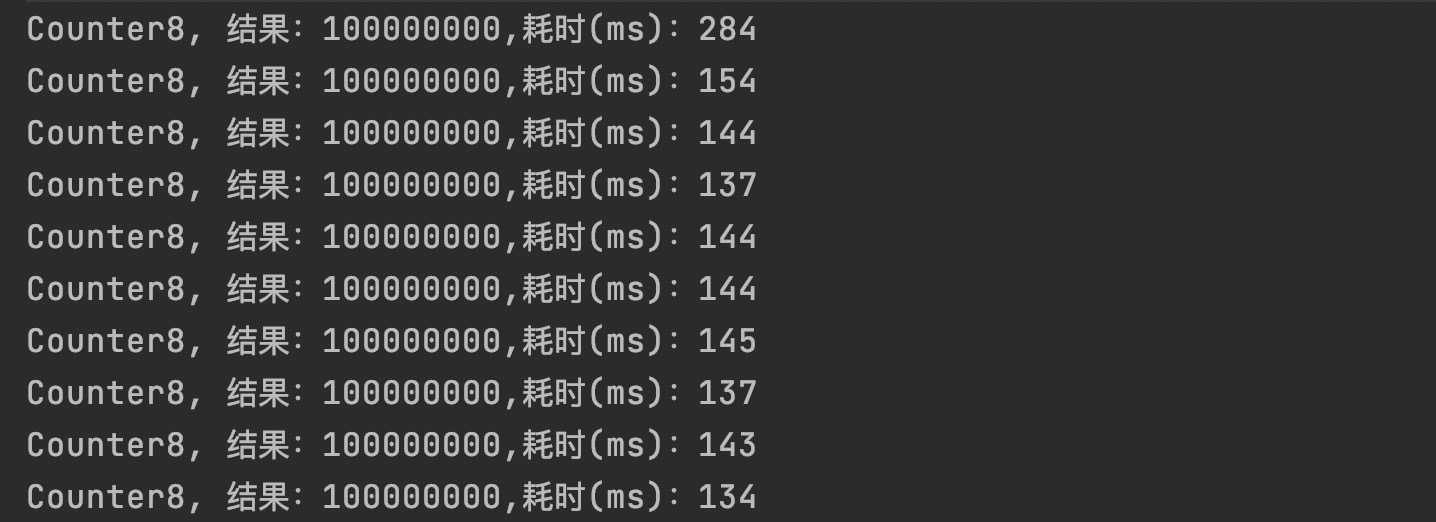 Counter8, 结果：100000000,耗时(ms)：284
Counter8, 结果：100000000,耗时(ms)：154
Counter8, 结果：100000000,耗时(ms)：144
Counter8, 结果：100000000,耗时(ms)：137
Counter8, 结果：100000000,耗时(ms)：144
Counter8, 结果：100000000,耗时(ms)：144
Counter8, 结果：100000000,耗时(ms)：145
Counter8, 结果：100000000,耗时(ms)：137
Counter8, 结果：100000000,耗时(ms)：143
Counter8, 结果：100000000,耗时(ms)：134